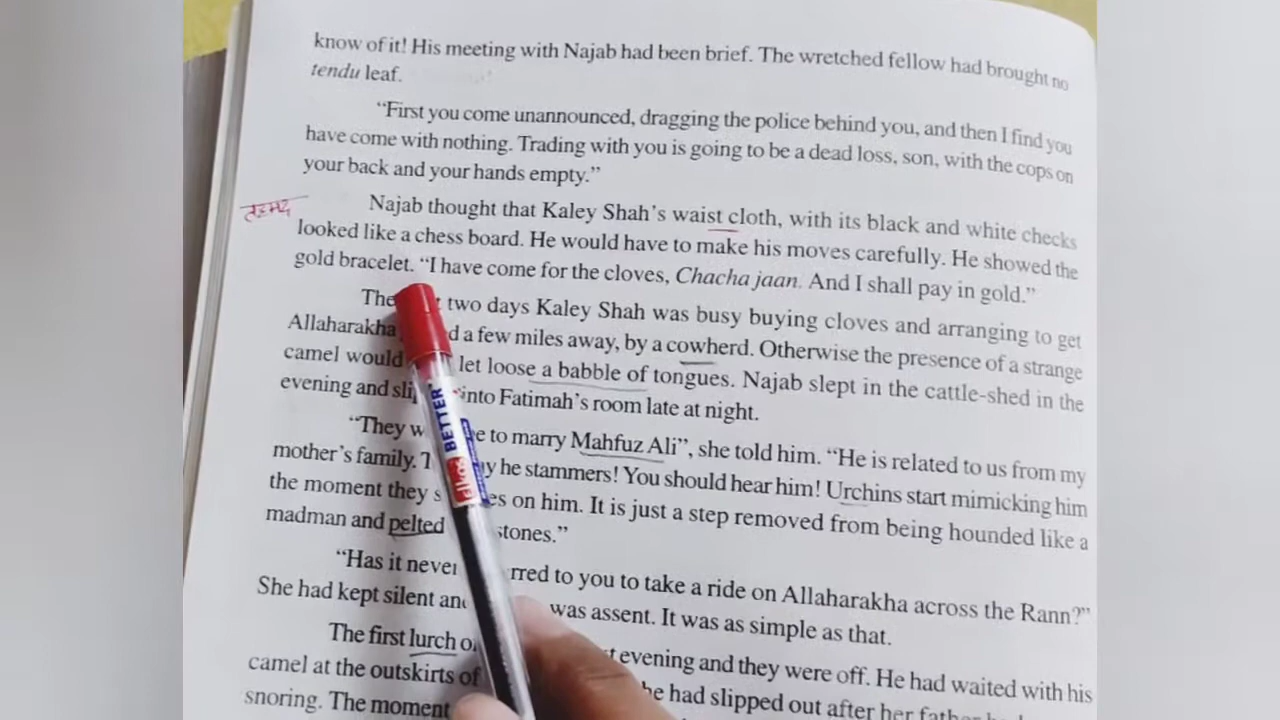 know of it! His meeting with Najab had been brief. The wretched fellow had brought no
tendu leaf.
“First you come unannounced, dragging the police behind you, and then I find you
have come with nothing. Trading with you is going to be a dead loss, son, with the cops on
your back and your hands empty.”
Najab thought that Kaley Shah’s waist cloth, with its black and white checks
looked like a chess board. He would have to make his moves carefully. He showed the
gold bracelet. “I have come for the cloves, Chacha jaan. And I shall pay in gold.”
The two days Kaley Shah was busy buying cloves and arranging to get
Allaharakha a few miles away, by a cowherd. Otherwise the presence of a strange
camel would let loose a babble of tongues. Najab slept in the cattle-shed in the
evening and into Fatimah’s room late at night.
“They to marry Mahfuz Ali”, she told him. “He is related to us from my
mother’s family. he stammers! You should hear him! Urchins start mimicking him
the moment they on him. It is just a step removed from being hounded like a
madman and pelted stones.”
“Has it never to you to take a ride on Allaharakha across the Rann?”
She had kept silent and was assent. It was as simple as that.
The first lurch evening and they were off. He had waited with his
camel at the outskirts of he had slipped out after her father
snoring. The moment
BETTER
elkos